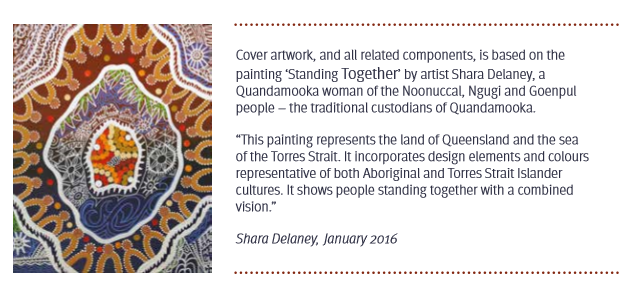 Cover artwork, and all related components, is based on the
painting ‘Standing Together’ by artist Shara Delaney, a
Quandamooka woman of the Noonuccal, Ngugi and Goenpul
people – the traditional custodians of Quandamooka.
“This painting represents the land of Queensland and the sea
of the Torres Strait. It incorporates design elements and colours
representative of both Aboriginal and Torres Strait Islander
cultures. It shows people standing together with a combined
vision.”
Shara Delaney, January 2016